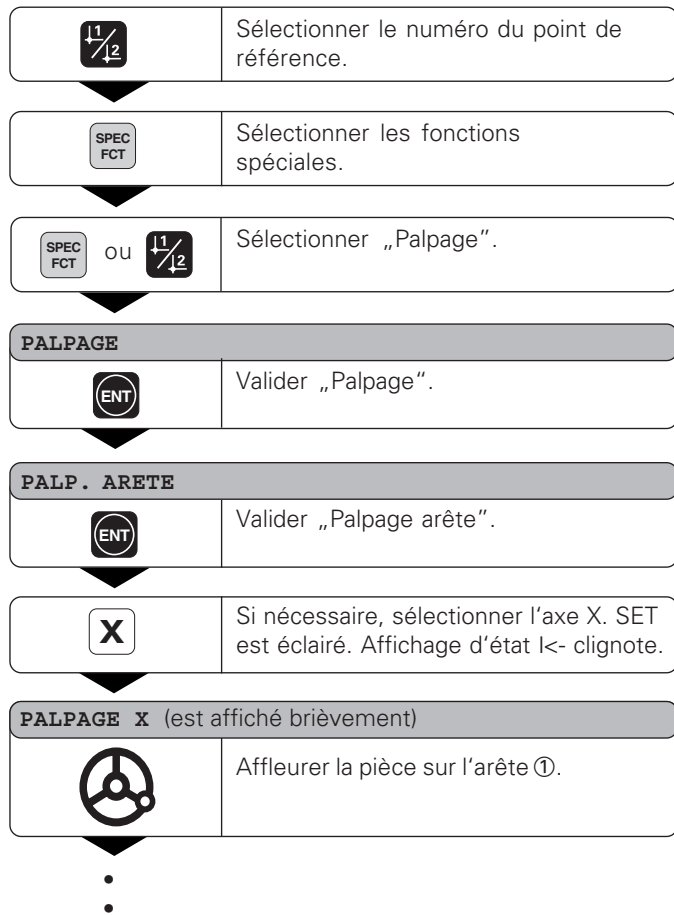 1 2 Sélectionner le numéro du point de
référence.
SPEC FCT Sélectionner les fonctions
spéciales.
SPEC FCT ou 1 2 Sélectionner „Palpage".
PALPAGE
ENT Valider „Palpage“.
PALP. ARETE
ENT Valider „Palpage arête”.
X Si nécessaire, sélectionner l‘axe X. SET
est éclairé. Affichage d‘état I<- clignote.
PALPAGE X (est affiché brièvement)
Affleurer la pièce sur l‘arête ①.